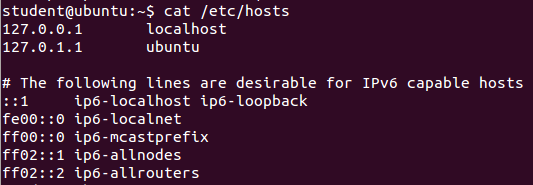 student@ubuntu:~$ cat /etc/hosts
127.0.0.1 localhost
127.0.1.1 ubuntu
# The following lines are desirable for IPv6 capable hosts
::1 ip6-localhost ip6-loopback
fe00::0 ip6-localnet
ff00::0 ip6-mcastprefix
ff02::1 ip6-allnodes
ff02::2 ip6-allrouters